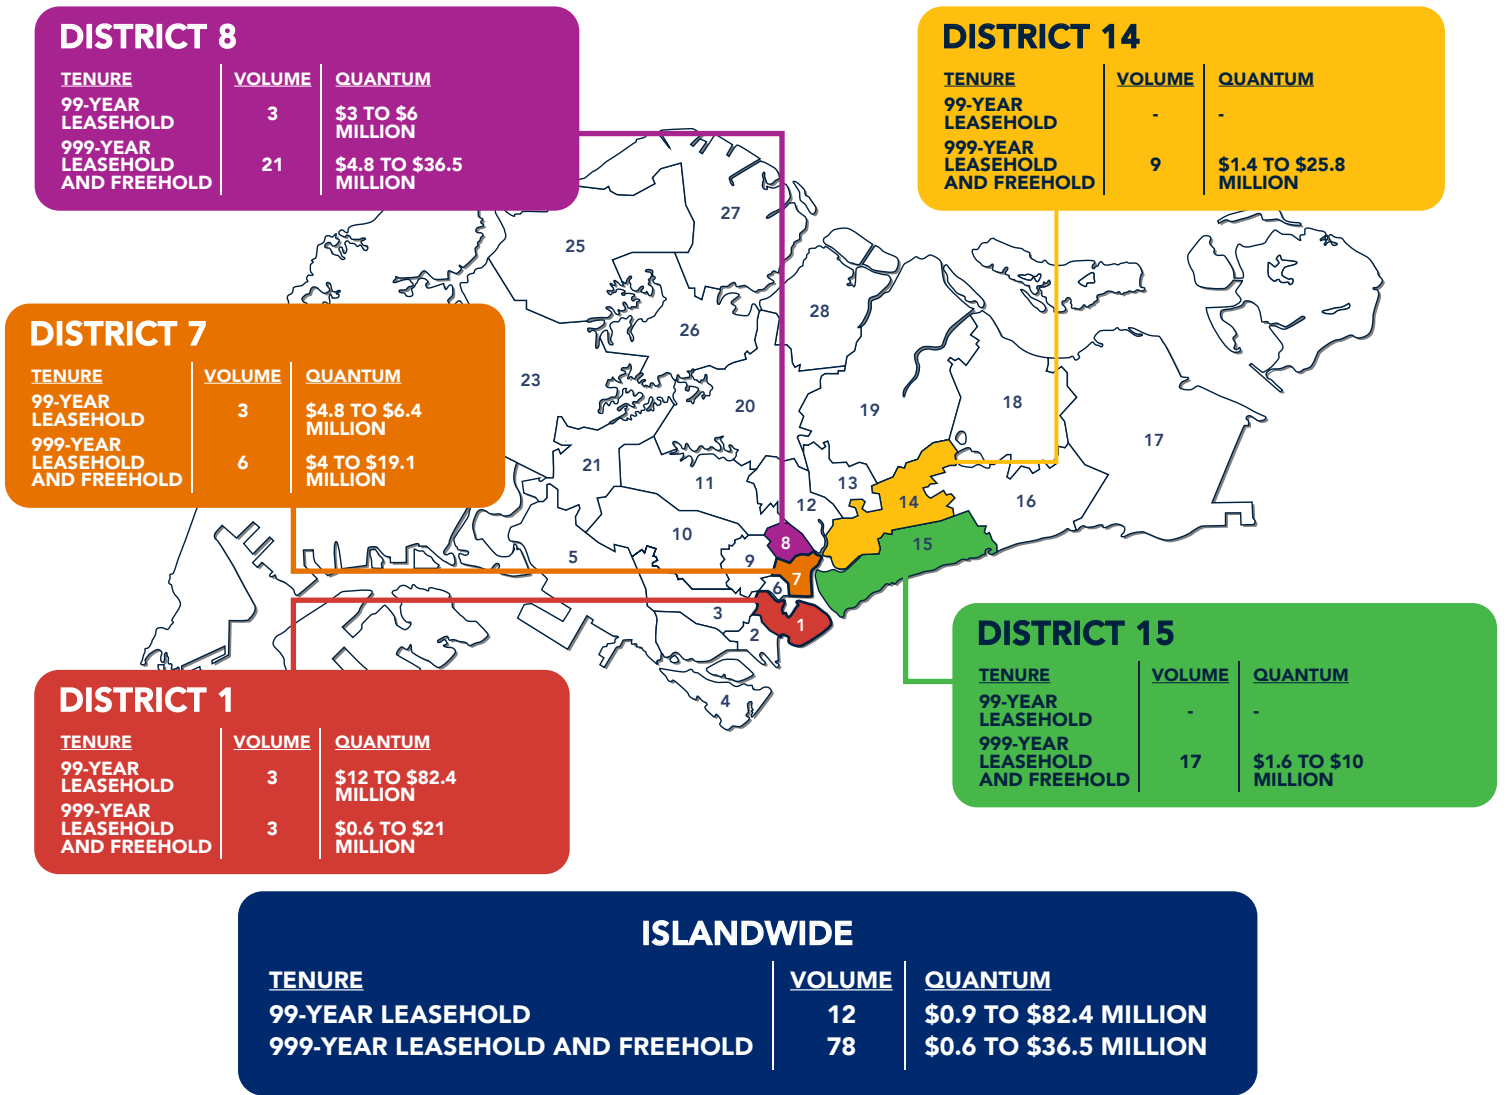 DISTRICT 8
TENURE VOLUME QUANTUM
99-YEAR
LEASEHOLD 3 $3 TO $6
MILLION
999-YEAR
LEASEHOLD 21 $4.8 TO $36.5
AND FREEHOLD MILLION
DISTRICT 14
TENURE VOLUME QUANTUM
99-YEAR
LEASEHOLD - -
999-YEAR
LEASEHOLD 9 $1.4 TO $25.8
AND FREEHOLD MILLION
27
25
28
26
DISTRICT 7
TENURE VOLUME QUANTUM
99-YEAR
LEASEHOLD 3 $4.8 TO $6.4
MILLION
999-YEAR
LEASEHOLD 6 $4 TO $19.1
AND FREEHOLD MILLION
23
20
19
18
17
21
11
13
12
14
16
10
5
9
8
15
7
6
3
2
1
4
DISTRICT 1
TENURE VOLUME QUANTUM
99-YEAR
LEASEHOLD 3 $12 TO $82.4
MILLION
999-YEAR
LEASEHOLD 3 $0.6 TO $21
AND FREEHOLD MILLION
DISTRICT 15
TENURE VOLUME QUANTUM
99-YEAR
LEASEHOLD - -
999-YEAR
LEASEHOLD 17 $1.6 TO $10
AND FREEHOLD MILLION
ISLANDWIDE
TENURE VOLUME QUANTUM
99-YEAR LEASEHOLD 12 $0.9 TO $82.4 MILLION
999-YEAR LEASEHOLD AND FREEHOLD 78 $0.6 TO $36.5 MILLION